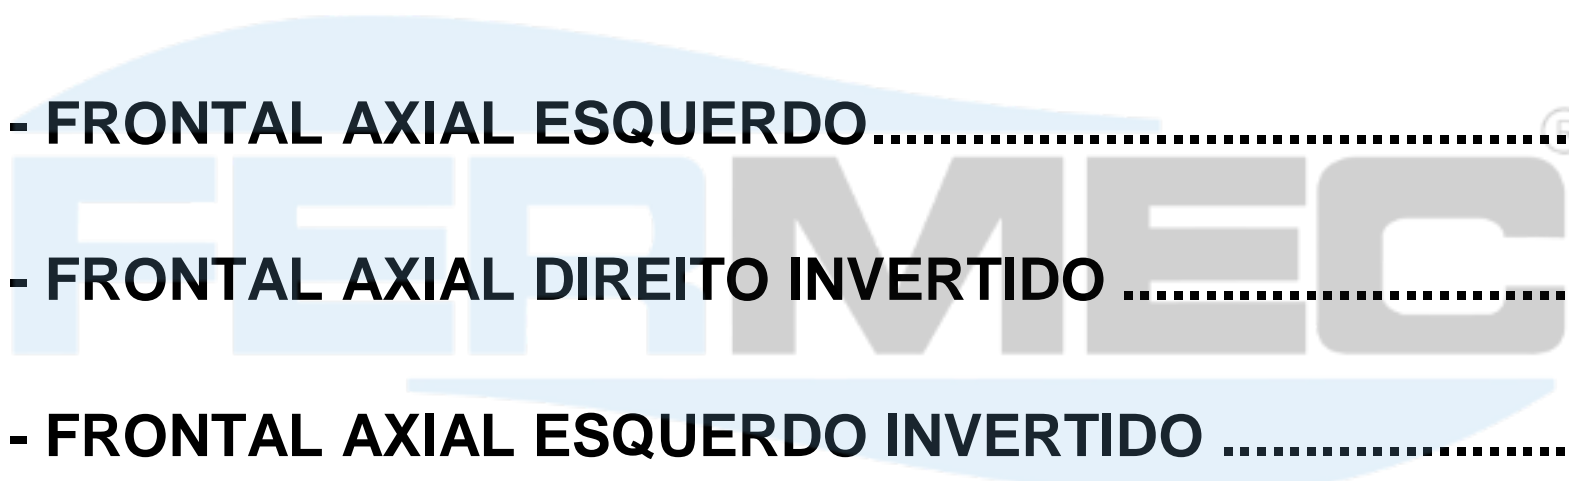 - FRONTAL AXIAL ESQUERDO..........................................
FERMEC®
- FRONTAL AXIAL DIREITO INVERTIDO ...........................
- FRONTAL AXIAL ESQUERDO INVERTIDO .....................